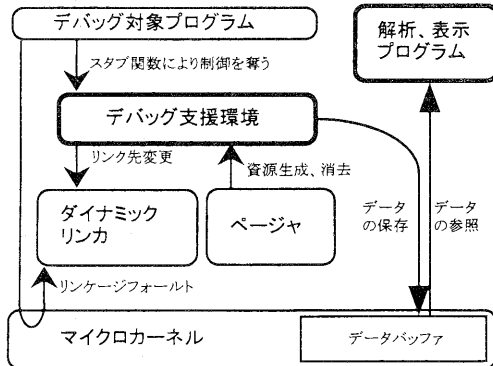 デバッグ対象プログラム
解析、表示
プログラム
スタブ関数により制御を奪う
デバッグ支援環境
リンク先変更
資源生成、消去
ダイナミック
リンカ
ページャ
データ
の保存
データ
の参照
リンケージフォールト
マイクロカーネル
データバッファ